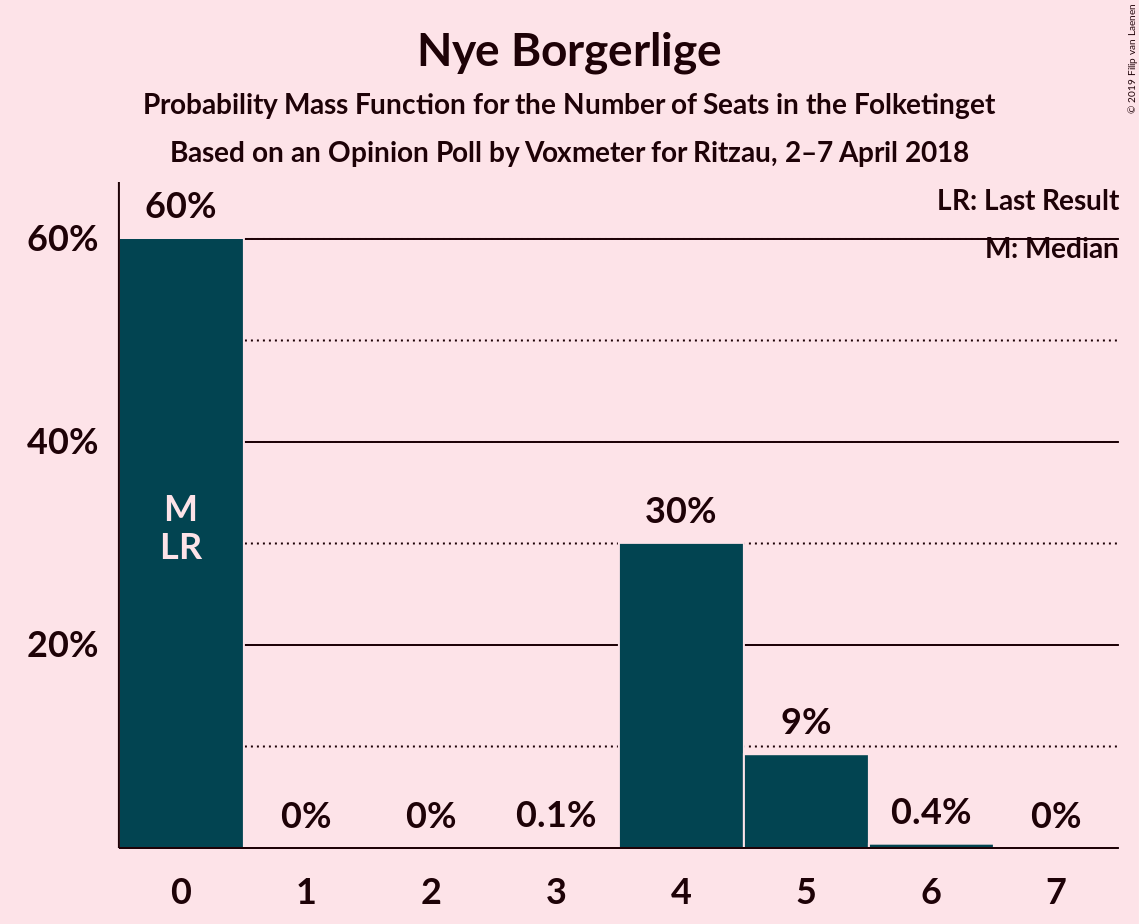 Nye Borgerlige
Probability Mass Function for the Number of Seats in the Folketinget
Based on an Opinion Poll by Voxmeter for Ritzau, 2–7 April 2018
© 2019 Filip van Laenen
LR: Last Result
M: Median
60%
40%
20%
60%
M
LR
0%
0%
0.1%
30%
9%
0.4%
0%
0 1 2 3 4 5 6 7